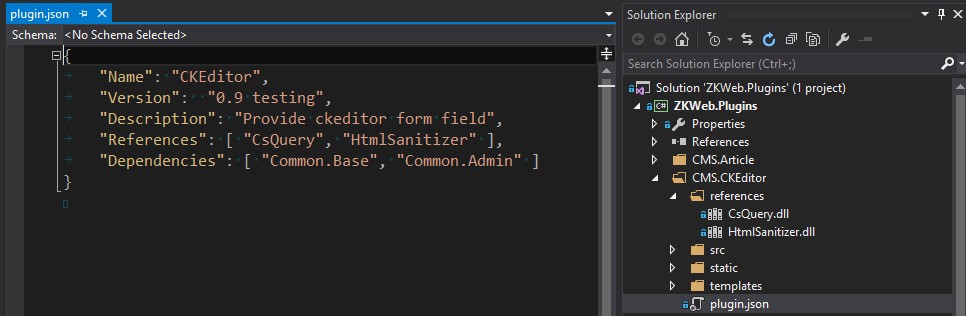 plugin.json
Schema: <No Schema Selected>
{
"Name": "CKEditor",
"Version": "0.9 testing",
"Description": "Provide ckeditor form field",
"References": [ "CsQuery", "HtmlSanitizer" ],
"Dependencies": [ "Common.Base", "Common.Admin" ]
}
Solution Explorer
Search Solution Explorer (Ctrl+;)
Solution 'ZKWeb.Plugins' (1 project)
C# ZKWeb.Plugins
Properties
References
CMS.Article
CMS.CKEditor
references
CsQuery.dll
HtmlSanitizer.dll
src
static
templates
plugin.json